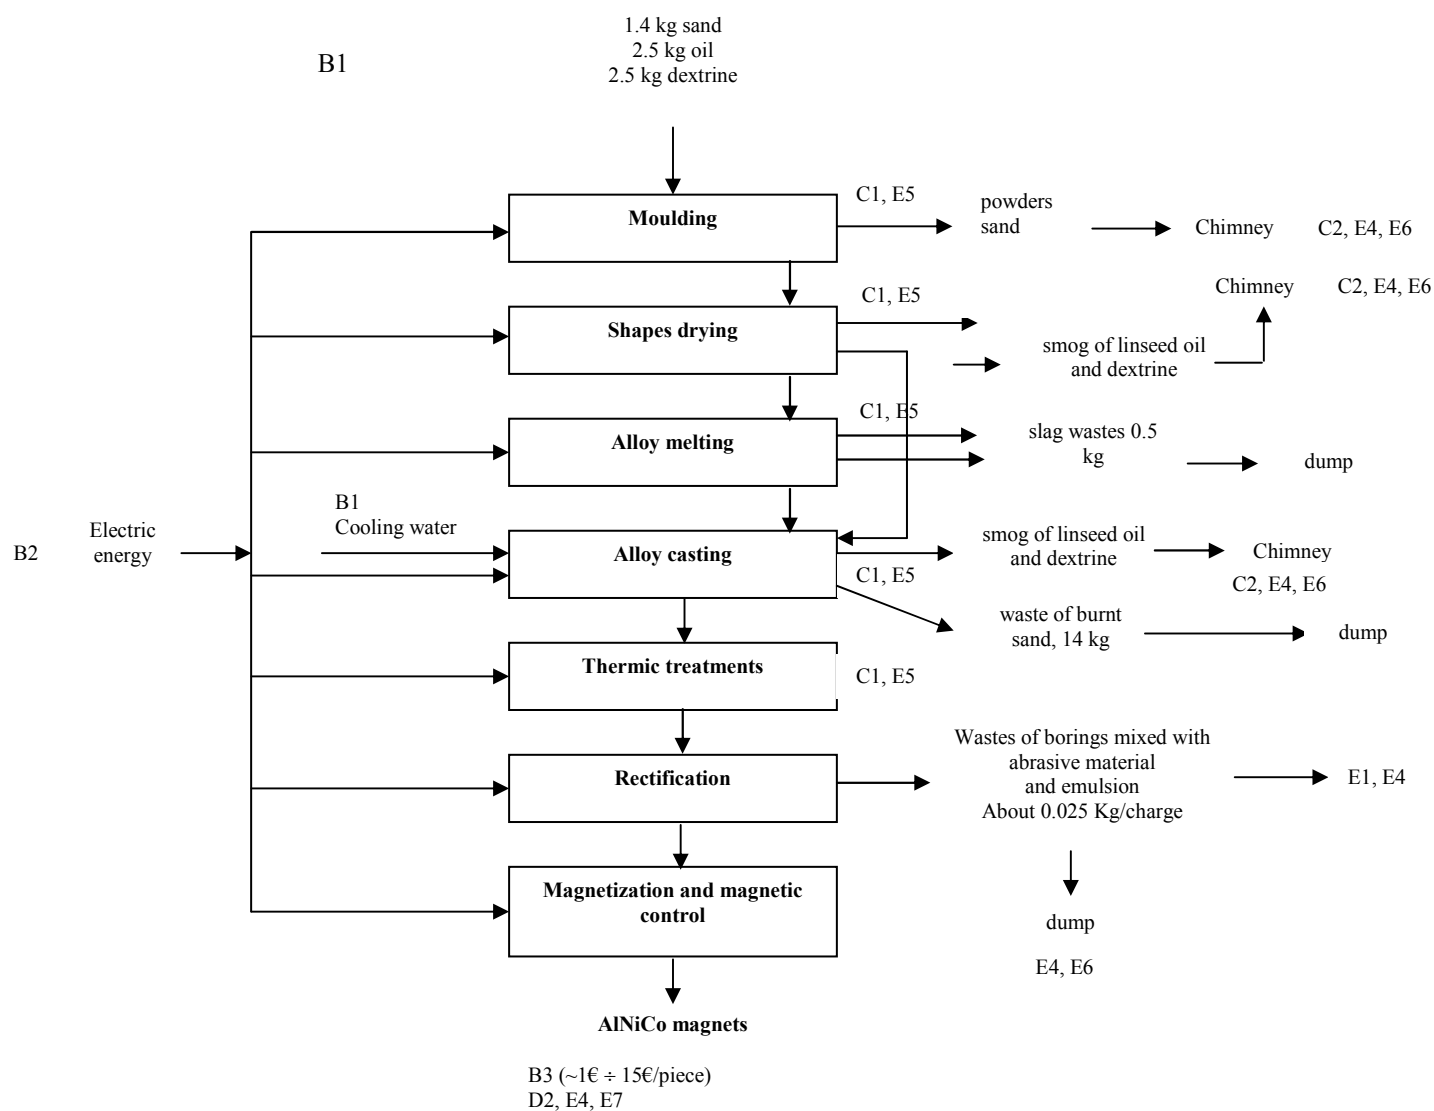 1.4 kg sand
2.5 kg oil
2.5 kg dextrine
B1
Moulding
C1, E5
powders
sand
Chimney
C2, E4, E6
Chimney
C2, E4, E6
C1, E5
Shapes drying
smog of linseed oil
and dextrine
C1, E5
Alloy melting
slag wastes 0.5
kg
dump
B2
Electric
energy
B1
Cooling water
Alloy casting
C1, E5
smog of linseed oil
and dextrine
Chimney
C2, E4, E6
waste of burnt
sand, 14 kg
dump
Thermic treatments
C1, E5
Rectification
Wastes of borings mixed with
abrasive material
and emulsion
About 0.025 Kg/charge
E1, E4
dump
E4, E6
Magnetization and magnetic
control
AlNiCo magnets
B3 (~1€ ÷ 15€/piece)
D2, E4, E7